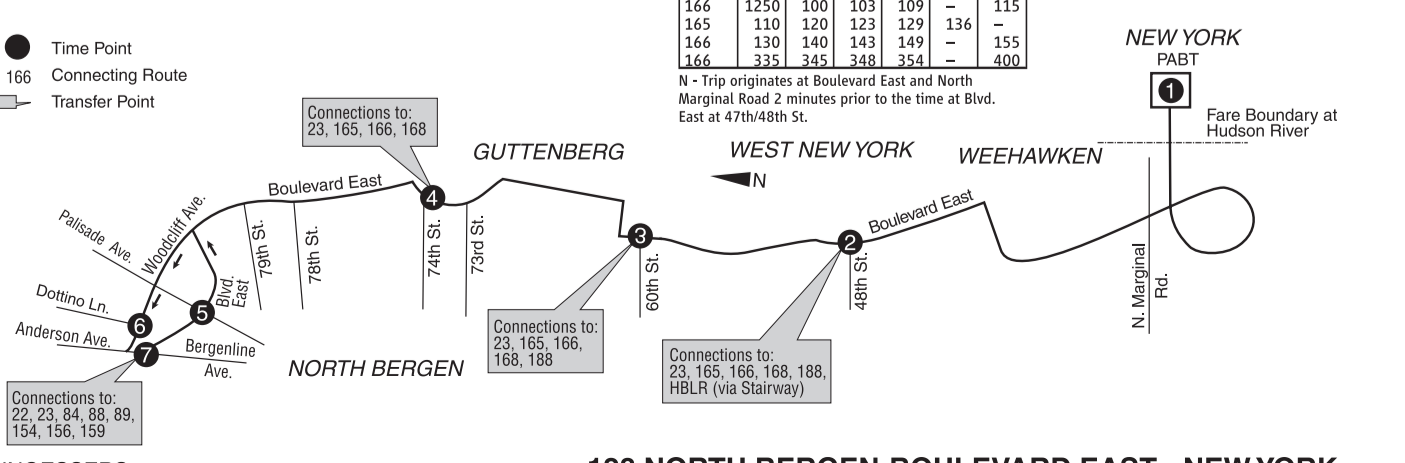 166 1250 100 103 109 – 115
165 110 120 123 129 136 –
166 130 140 143 149 – 155
166 335 345 348 354 – 400
N - Trip originates at Boulevard East and North
Marginal Road 2 minutes prior to the time at Blvd.
East at 47th/48th St.
Time Point
166 Connecting Route
Transfer Point
NEW YORK
PABT
1
Fare Boundary at
Hudson River
Connections to:
23, 165, 166, 168
GUTTENBERG
WEST NEW YORK
WEEHAWKEN
N
Boulevard East
4
Boulevard East
Woodcliff Ave.
Palisade Ave.
79th St.
78th St.
74th St.
73rd St.
3
60th St.
2
48th St.
N. Marginal
Rd.
Blvd.
East
Dottino Ln.
5
6
Anderson Ave.
7
Bergenline
Ave.
NORTH BERGEN
Connections to:
23, 165, 166,
168, 188
Connections to:
23, 165, 166, 168, 188,
HBLR (via Stairway)
Connections to:
22, 23, 84, 88, 89,
154, 156, 159
NORTH BERGEN-BOULEVARD EAST - NEW YORK